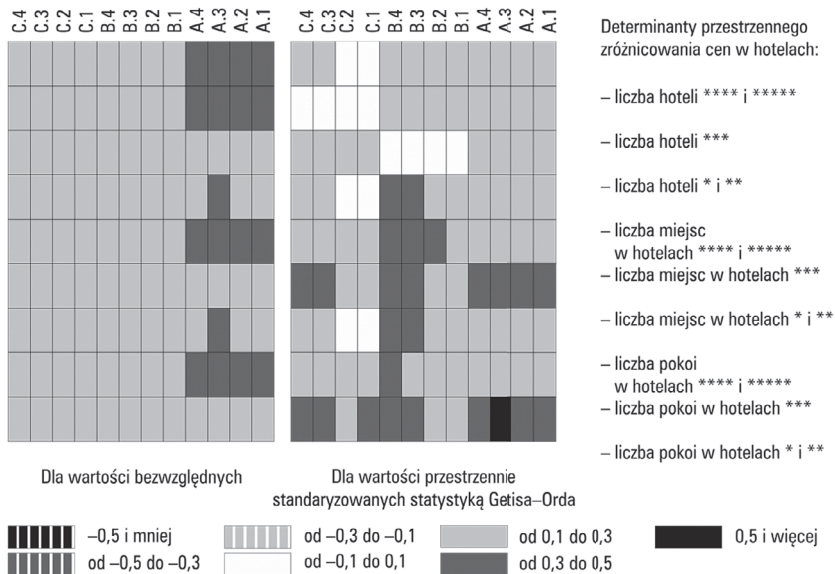 C.4 C.3 C.2 C.1 B.4 B.3 B.2 B.1 A.4 A.3 A.2 A.1
C.4 C.3 C.2 C.1 B.4 B.3 B.2 B.1 A.4 A.3 A.2 A.1
Determinanty przestrzennego
zróżnicowania cen w hotelach:
– liczba hoteli **** i *****
– liczba hoteli ***
– liczba hoteli * i **
– liczba miejsc
w hotelach **** i *****
– liczba miejsc w hotelach ***
– liczba miejsc w hotelach * i **
– liczba pokoi
w hotelach **** i *****
– liczba pokoi w hotelach ***
– liczba pokoi w hotelach * i **
Dla wartości bezwzględnych
Dla wartości przestrzennie
standaryzowanych statystyką Getisa–Orda
–0,5 i mniej
od –0,3 do –0,1
od 0,1 do 0,3
0,5 i więcej
od –0,5 do –0,3
od –0,1 do 0,1
od 0,3 do 0,5